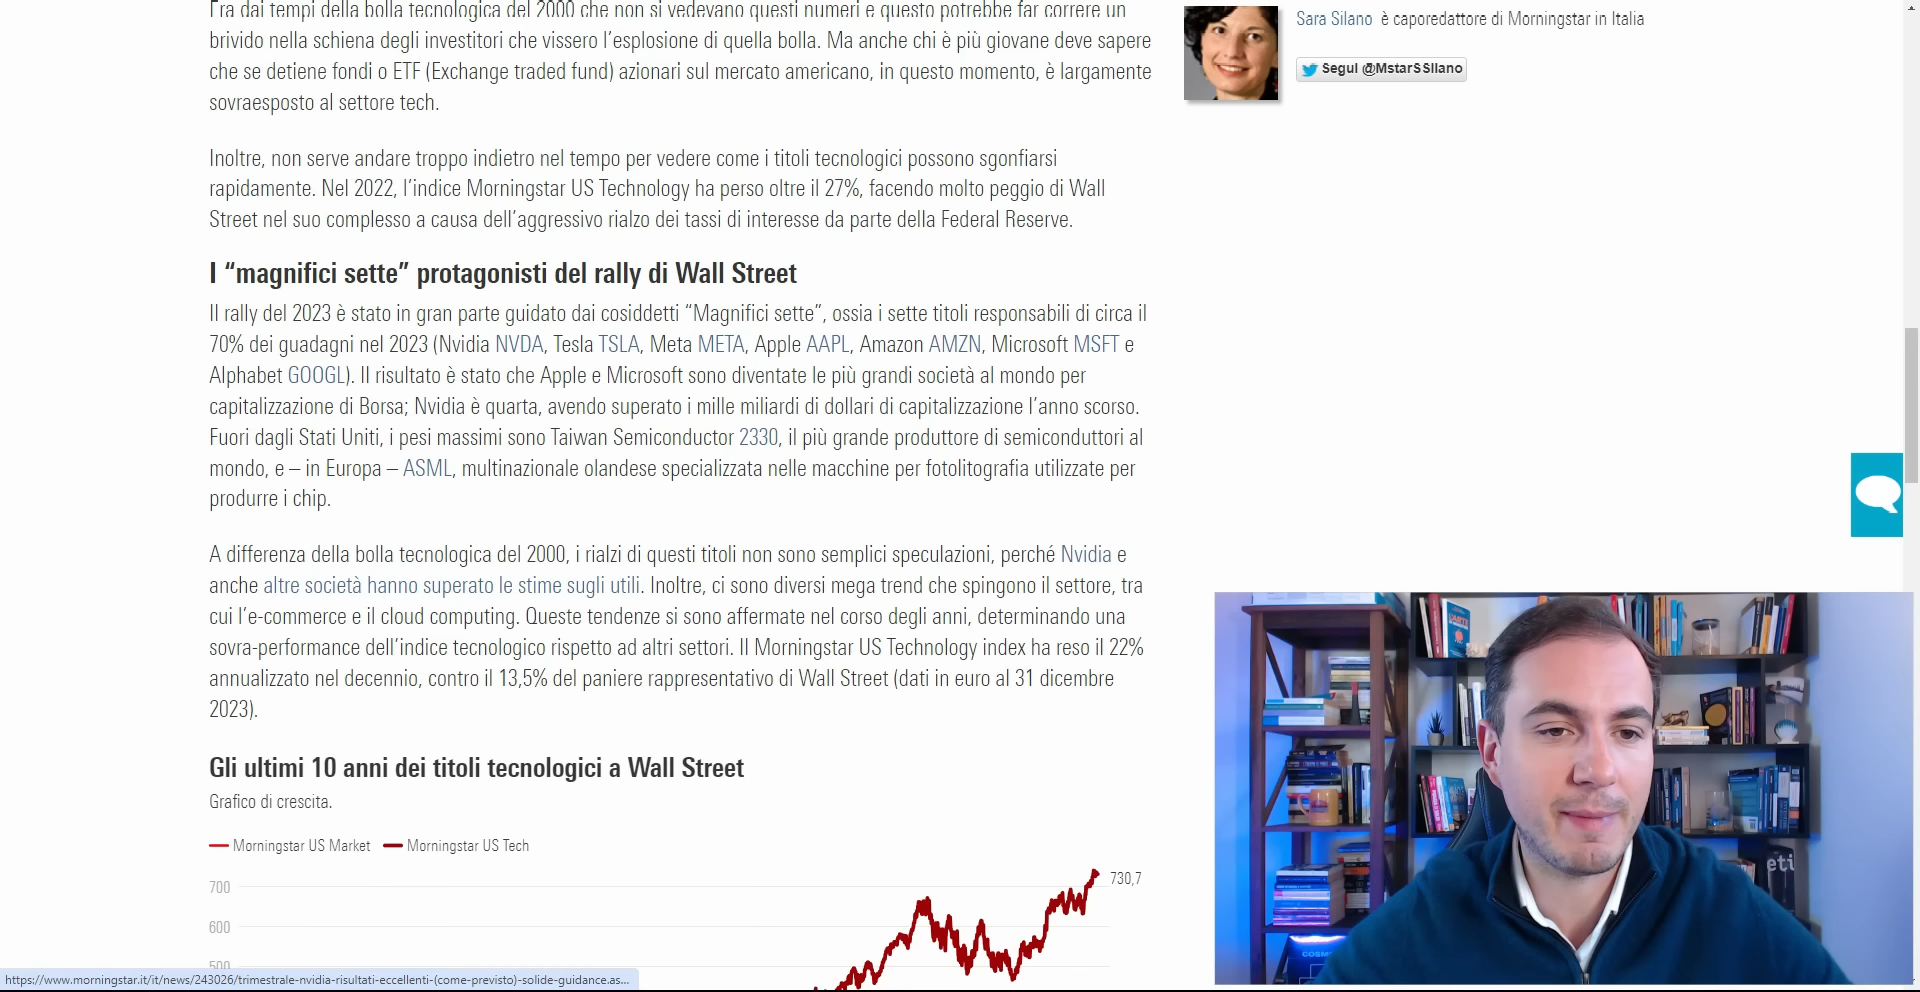 Era dai tempi della bolla tecnologica del 2000 che non si vedevano questi numeri e questo potrebbe far correre un
brivido nella schiena degli investitori che vissero l’esplosione di quella bolla. Ma anche chi è più giovane deve sapere
che se detiene fondi o ETF (Exchange traded fund) azionari sul mercato americano, in questo momento, è largamente
sovraesposto al settore tech.
Inoltre, non serve andare troppo indietro nel tempo per vedere come i titoli tecnologici possono sgonfiarsi
rapidamente. Nel 2022, l’indice Morningstar US Technology ha perso oltre il 27%, facendo molto peggio di Wall
Street nel suo complesso a causa dell’aggressivo rialzo dei tassi di interesse da parte della Federal Reserve.
I “magnifici sette” protagonisti del rally di Wall Street
Il rally del 2023 è stato in gran parte guidato dai cosiddetti “Magnifici sette”, ossia i sette titoli responsabili di circa il
70% dei guadagni nel 2023 (Nvidia NVDA, Tesla TSLA, Meta META, Apple AAPL, Amazon AMZN, Microsoft MSFT e
Alphabet GOOGL). Il risultato è stato che Apple e Microsoft sono diventate le più grandi società al mondo per
capitalizzazione di Borsa; Nvidia è quarta, avendo superato i mille miliardi di dollari di capitalizzazione l’anno scorso.
Fuori dagli Stati Uniti, i pesi massimi sono Taiwan Semiconductor 2330, il più grande produttore di semiconduttori al
mondo, e – in Europa – ASML, multinazionale olandese specializzata nelle macchine per fotolitografia utilizzate per
produrre i chip.
A differenza della bolla tecnologica del 2000, i rialzi di questi titoli non sono semplici speculazioni, perché Nvidia e
anche altre società hanno superato le stime sugli utili. Inoltre, ci sono diversi mega trend che spingono il settore, tra
cui l’e-commerce e il cloud computing. Queste tendenze si sono affermate nel corso degli anni, determinando una
sovra-performance dell’indice tecnologico rispetto ad altri settori. Il Morningstar US Technology index ha reso il 22%
annualizzato nel decennio, contro il 13,5% del paniere rappresentativo di Wall Street (dati in euro al 31 dicembre
2023).
Gli ultimi 10 anni dei titoli tecnologici a Wall Street
Grafico di crescita.
Morningstar US Market Morningstar US Tech
730,7
700
600
500
https://www.morningstar.it/it/news/243026/trimestrale-nvidia-risultati-eccellenti-(come-previsto)-solide-guidance.as...
Sara Silano è caporedattore di Morningstar in Italia
Segui @MstarSSilano
eti
COSM